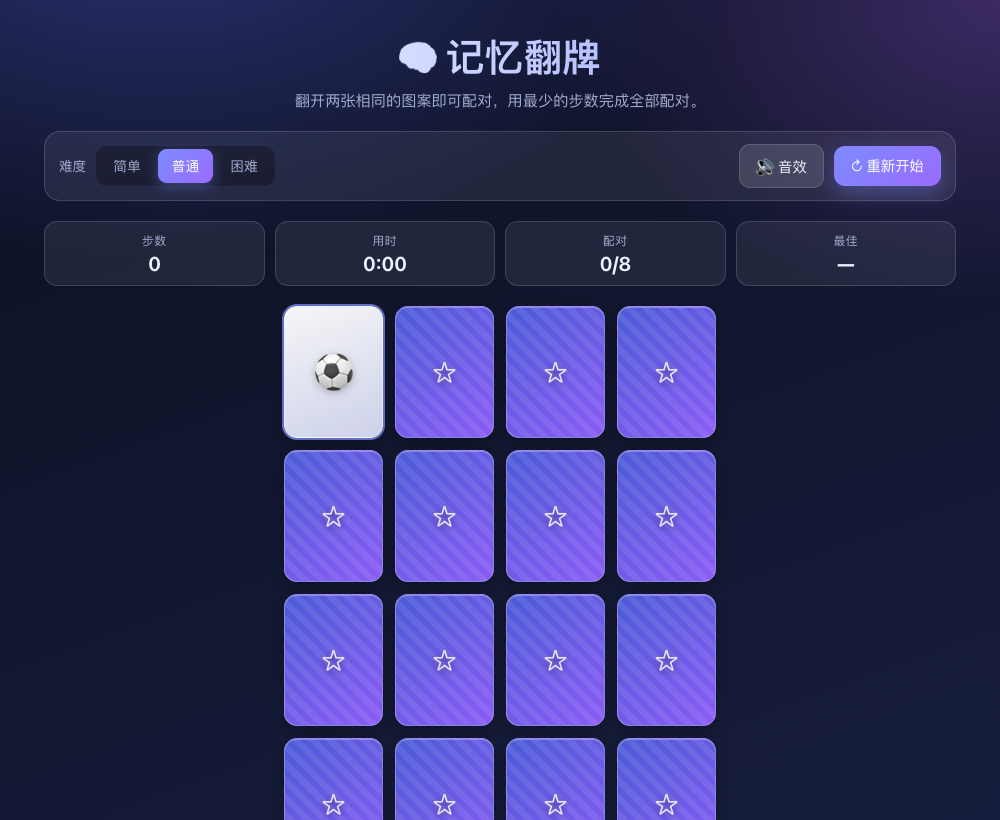 记忆翻牌
翻开两张相同的图案即可配对，用最少的步数完成全部配对。
难度 简单 普通 困难 音效 重新开始
步数 用时 配对 最佳
0 0:00 0/8 —